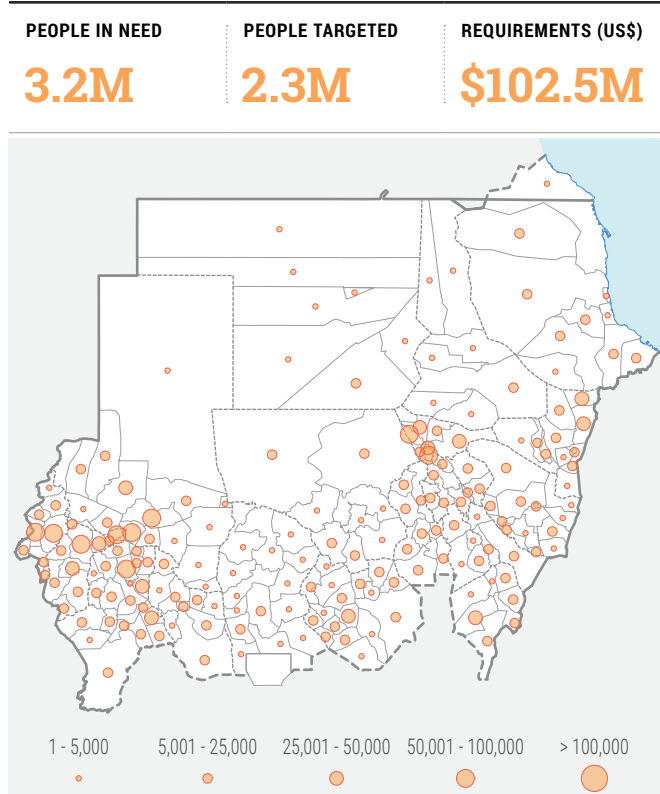 PEOPLE IN NEED
PEOPLE TARGETED
REQUIREMENTS (US$)
3.2M
2.3M
$102.5M
1 - 5,000
5,001 - 25,000
25,001 - 50,000
50,001 - 100,000
> 100,000